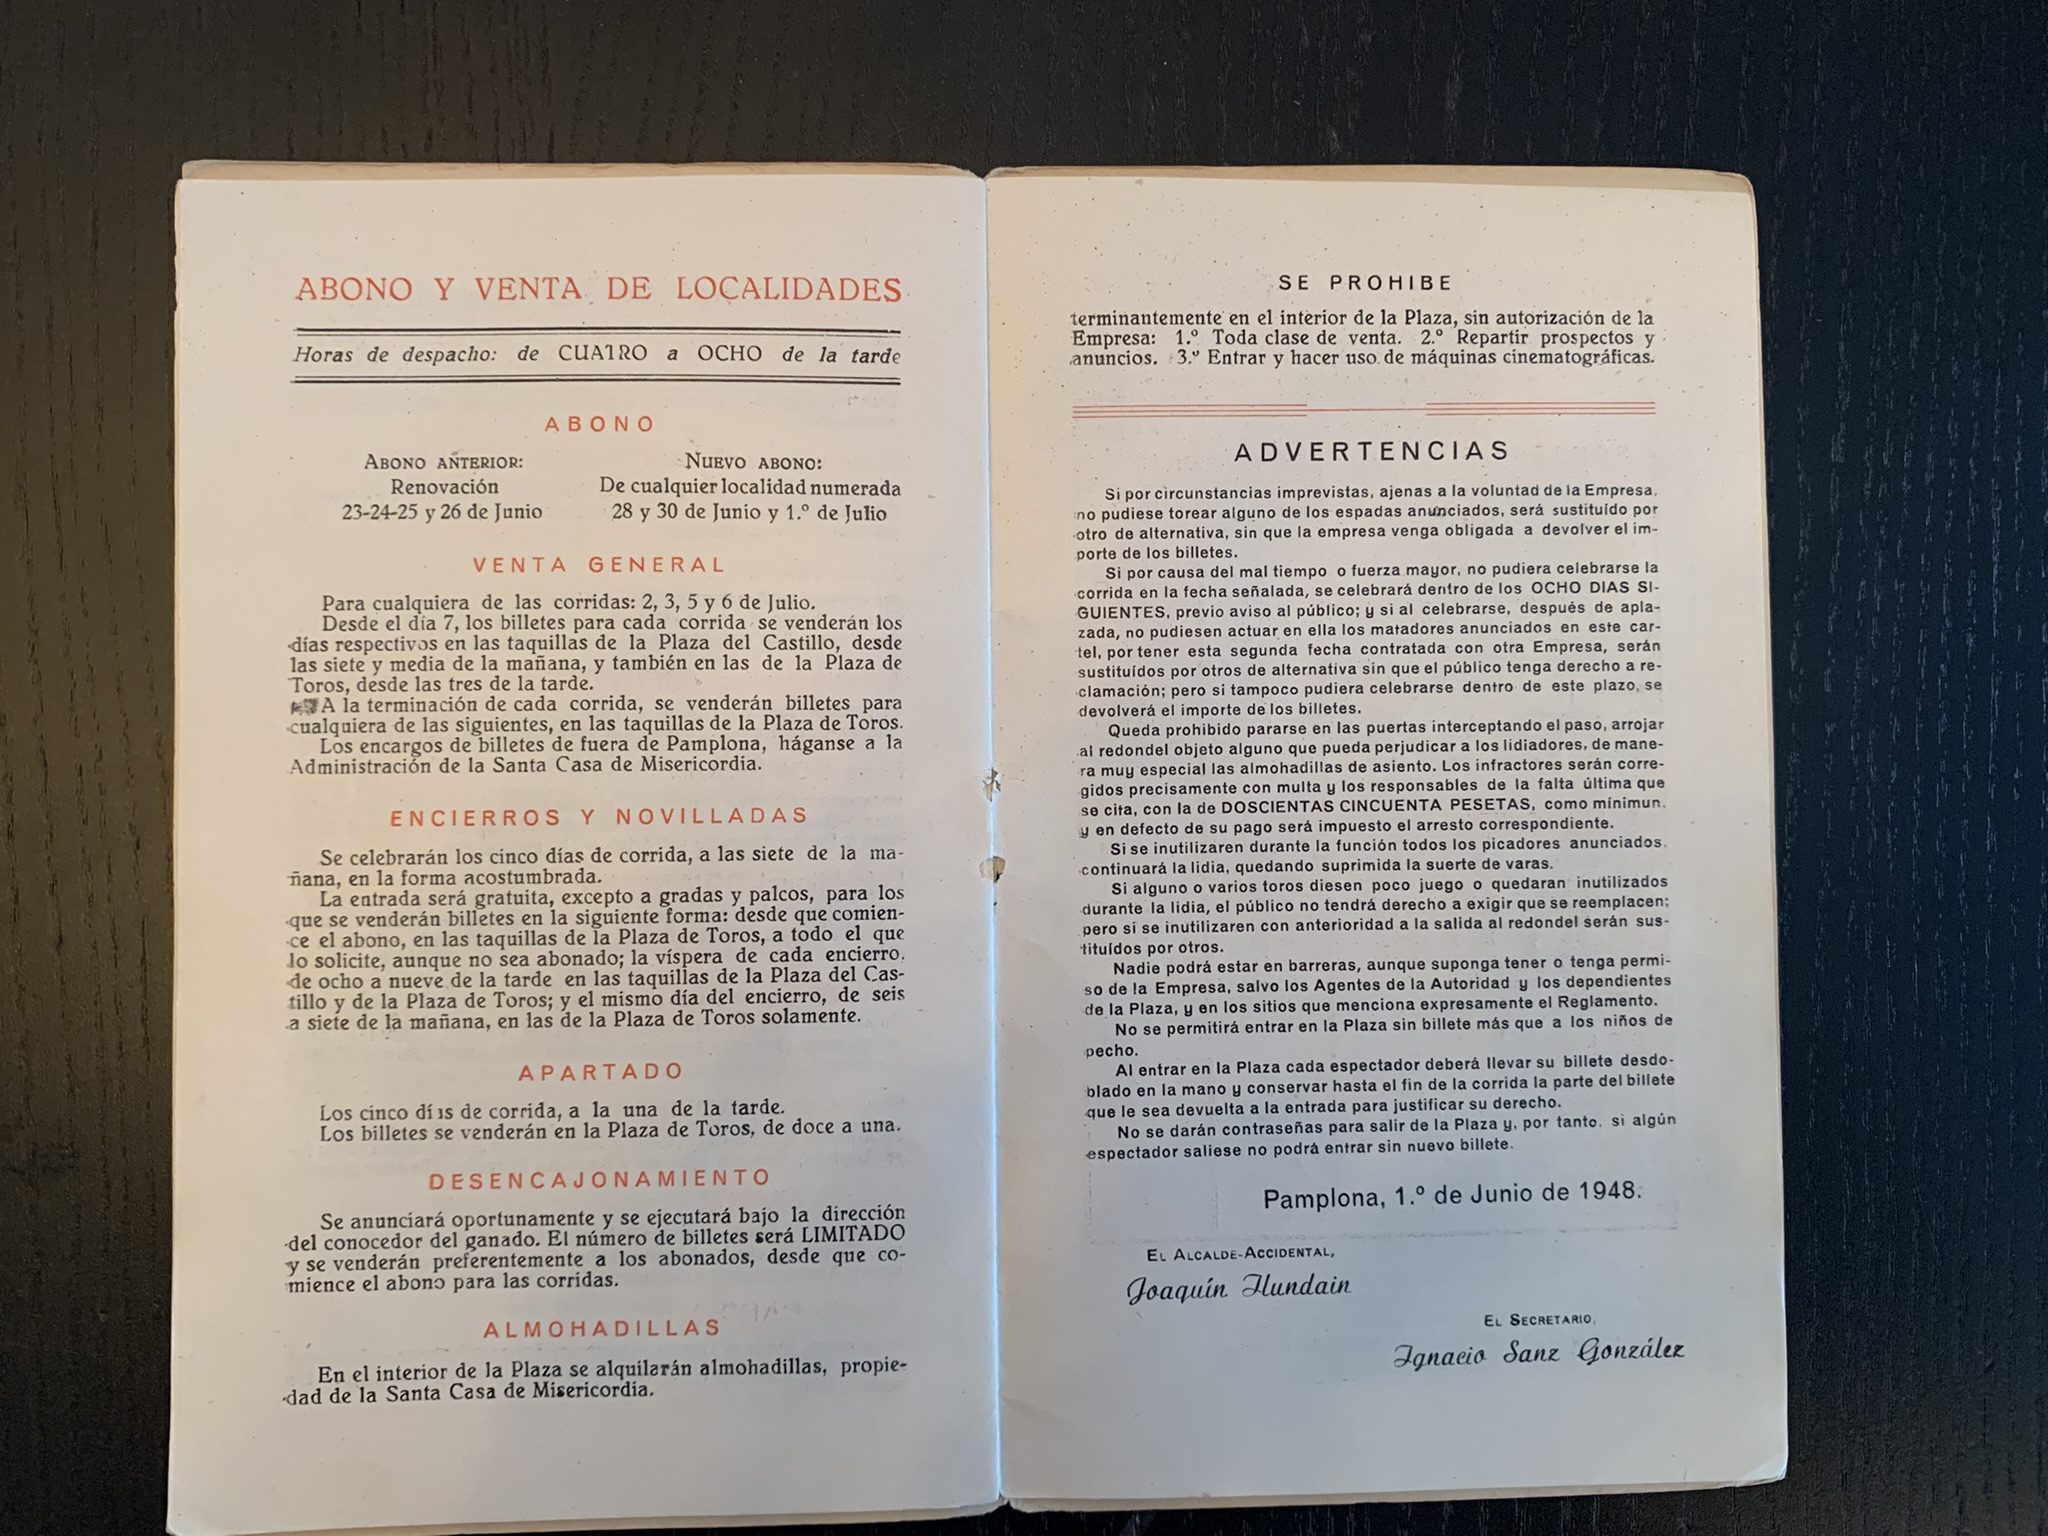 ABONO Y VENTA DE LOCALIDADES
Horas de despacho: de CUATRO a OCHO de la tarde
ABONO
ABONO ANTERIOR:
Renovación
23-24-25 y 26 de Junio
NUEVO ABONO:
De cualquier localidad numerada
28 y 30 de Junio y 1.º de Julio
VENTA GENERAL
Para cualquiera de las corridas: 2, 3, 5 y 6 de Julio.
Desde el día 7, los billetes para cada corrida se venderán los
días respectivos en las taquillas de la Plaza del Castillo, desde
las siete y media de la mañana, y también en las de la Plaza de
Toros, desde las tres de la tarde.
A la terminación de cada corrida, se venderán billetes para
cualquiera de las siguientes, en las taquillas de la Plaza de Toros.
Los encargos de billetes de fuera de Pamplona, háganse a la
Administración de la Santa Casa de Misericordia.
ENCIERROS Y NOVILLADAS
Se celebrarán los cinco días de corrida, a las siete de la ma-
ñana, en la forma acostumbrada.
La entrada será gratuita, excepto a gradas y palcos, para los
que se venderán billetes en la siguiente forma: desde que comien-
ce el abono, en las taquillas de la Plaza de Toros, a todo el que
lo solicite, aunque no sea abonado; la víspera de cada encierro,
de ocho a nueve de la tarde en las taquillas de la Plaza del Cas-
tillo y de la Plaza de Toros; y el mismo día del encierro, de seis
a siete de la mañana, en las de la Plaza de Toros solamente.
APARTADO
Los cinco días de corrida, a la una de la tarde.
Los billetes se venderán en la Plaza de Toros, de doce a una.
DESENCAJONAMIENTO
Se anunciará oportunamente y se ejecutará bajo la dirección
del conocedor del ganado. El número de billetes será LIMITADO
y se venderán preferentemente a los abonados, desde que co-
mience el abono para las corridas.
ALMOHADILLAS
En el interior de la Plaza se alquilarán almohadillas, propie-
dad de la Santa Casa de Misericordia.
SE PROHIBE
terminantemente en el interior de la Plaza, sin autorización de la
Empresa: 1.º Toda clase de venta. 2.º Repartir prospectos y
anuncios. 3.º Entrar y hacer uso de máquinas cinematográficas.
ADVERTENCIAS
Si por circunstancias imprevistas, ajenas a la voluntad de la Empresa,
no pudiese torear alguno de los espadas anunciados, será sustituído por
otro de alternativa, sin que la empresa venga obligada a devolver el im-
porte de los billetes.
Si por causa del mal tiempo o fuerza mayor, no pudiera celebrarse la
corrida en la fecha señalada, se celebrará dentro de los OCHO DIAS SI-
GUIENTES, previo aviso al público; y si al celebrarse, después de apla-
zada, no pudiesen actuar en ella los matadores anunciados en este car-
tel, por tener esta segunda fecha contratada con otra Empresa, serán
sustituídos por otros de alternativa sin que el público tenga derecho a re-
clamación; pero si tampoco pudiera celebrarse dentro de este plazo, se
devolverá el importe de los billetes.
Queda prohibido pararse en las puertas interceptando el paso, arrojar
al redondel objeto alguno que pueda perjudicar a los lidiadores, de mane-
ra muy especial las almohadillas de asiento. Los infractores serán corre-
gidos precisamente con multa y los responsables de la falta última que
se cita, con la de DOSCIENTAS CINCUENTA PESETAS, como mínimun,
y en defecto de su pago será impuesto el arresto correspondiente.
Si se inutilizaren durante la función todos los picadores anunciados,
continuará la lidia, quedando suprimida la suerte de varas.
Si alguno o varios toros diesen poco juego o quedaran inutilizados
durante la lidia, el público no tendrá derecho a exigir que se reemplacen;
pero si se inutilizaren con anterioridad a la salida al redondel serán sus-
tituídos por otros.
Nadie podrá estar en barreras, aunque suponga tener o tenga permi-
so de la Empresa, salvo los Agentes de la Autoridad y los dependientes
de la Plaza, y en los sitios que menciona expresamente el Reglamento.
No se permitirá entrar en la Plaza sin billete más que a los niños de
pecho.
Al entrar en la Plaza cada espectador deberá llevar su billete desdo-
blado en la mano y conservar hasta el fin de la corrida la parte del billete
que le sea devuelta a la entrada para justificar su derecho.
No se darán contraseñas para salir de la Plaza y, por tanto, si algún
espectador saliese no podrá entrar sin nuevo billete.
Pamplona, 1.º de Junio de 1948.
EL ALCALDE-ACCIDENTAL,
Joaquín Ilundain
EL SECRETARIO,
Ignacio Sanz González